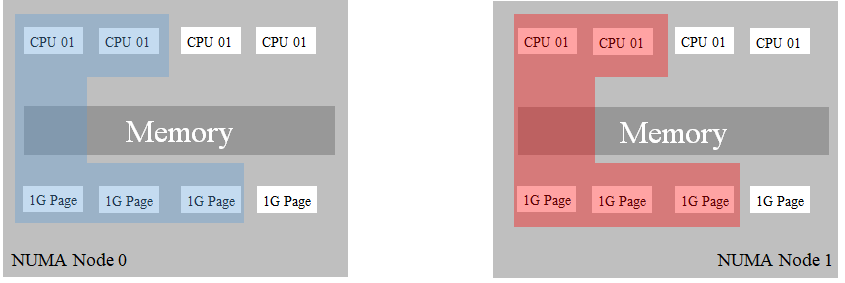 CPU 01 CPU 01 CPU 01 CPU 01
Memory
1G Page 1G Page 1G Page 1G Page
NUMA Node 0
CPU 01 CPU 01 CPU 01 CPU 01
Memory
1G Page 1G Page 1G Page 1G Page
NUMA Node 1